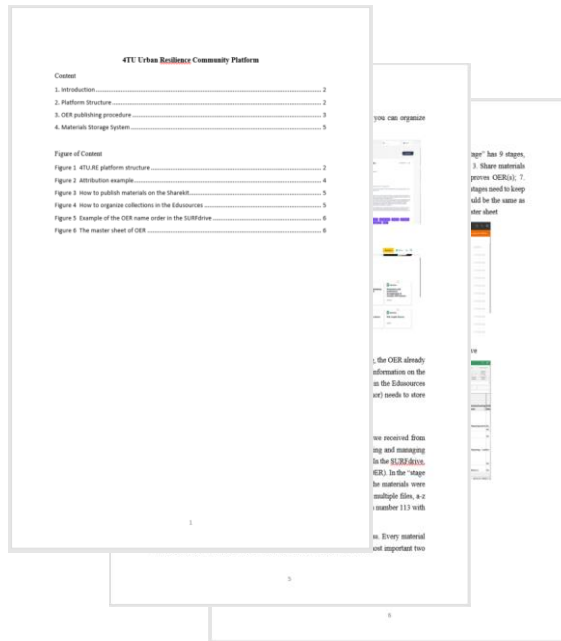 4TU Urban Resilience Community Platform
Content
1. Introduction 2
2. Platform Structure 2
3. OER publishing procedure 3
4. Materials Storage System 5
Figure of Content
Figure 1 4TU.RE platform structure 2
Figure 2 Attribution example 4
Figure 3 How to publish materials on the Sharekit 5
Figure 4 How to organize collections in the Edusources 5
Figure 5 Example of the OER name order in the SURFdrive 6
Figure 6 The master sheet of OER 6
1
you can organize
, the OER already
nformation on the
n the Edusources
or) needs to store
we received from
ing and managing
In the SURFdrive,
OER). In the "stage
he materials were
multiple files, a-z
number 113 with
ss. Every material
ost important two
5
age" has 9 stages,
3. Share materials
proves OER(s); 7.
stages need to keep
uld be the same as
ster sheet
ve
6